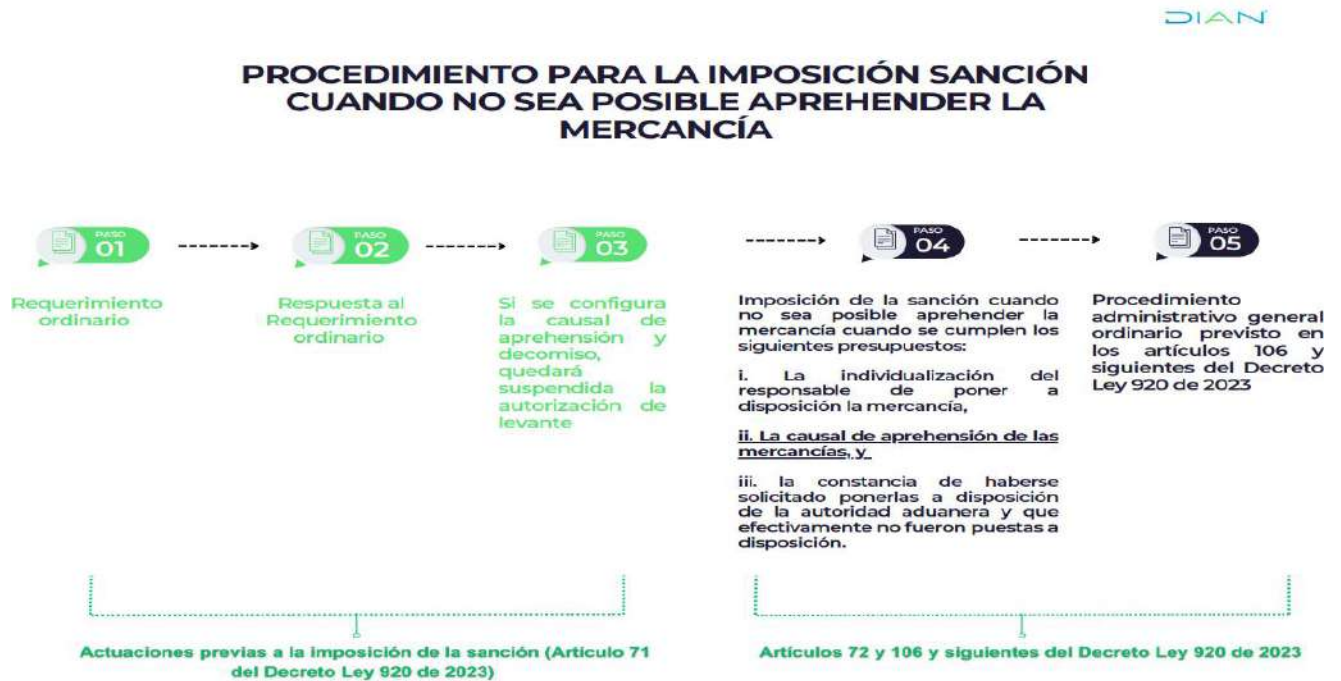 DIAN
PROCEDIMIENTO PARA LA IMPOSICIÓN SANCIÓN
CUANDO NO SEA POSIBLE APREHENDER LA
MERCANCÍA
PASO
01
Requerimiento
ordinario
PASO
02
Respuesta al
Requerimiento
ordinario
PASO
03
Si se configura
la causal de
aprehensión y
decomiso,
quedará
suspendida la
autorización de
levante
PASO
04
Imposición de la sanción cuando
no sea posible aprehender la
mercancía cuando se cumplen los
siguientes presupuestos:
i. La individualización del
responsable de poner a
disposición la mercancía,
ii. La causal de aprehensión de las
mercancías, y
iii. la constancia de haberse
solicitado ponerlas a disposición
de la autoridad aduanera y que
efectivamente no fueron puestas a
disposición.
PASO
05
Procedimiento
administrativo general
ordinario previsto en
los artículos 106 y
siguientes del Decreto
Ley 920 de 2023
Actuaciones previas a la imposición de la sanción (Artículo 71
del Decreto Ley 920 de 2023)
Artículos 72 y 106 y siguientes del Decreto Ley 920 de 2023